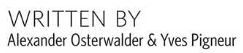 WRITTEN BY
Alexander Osterwalder & Yves Pigneur